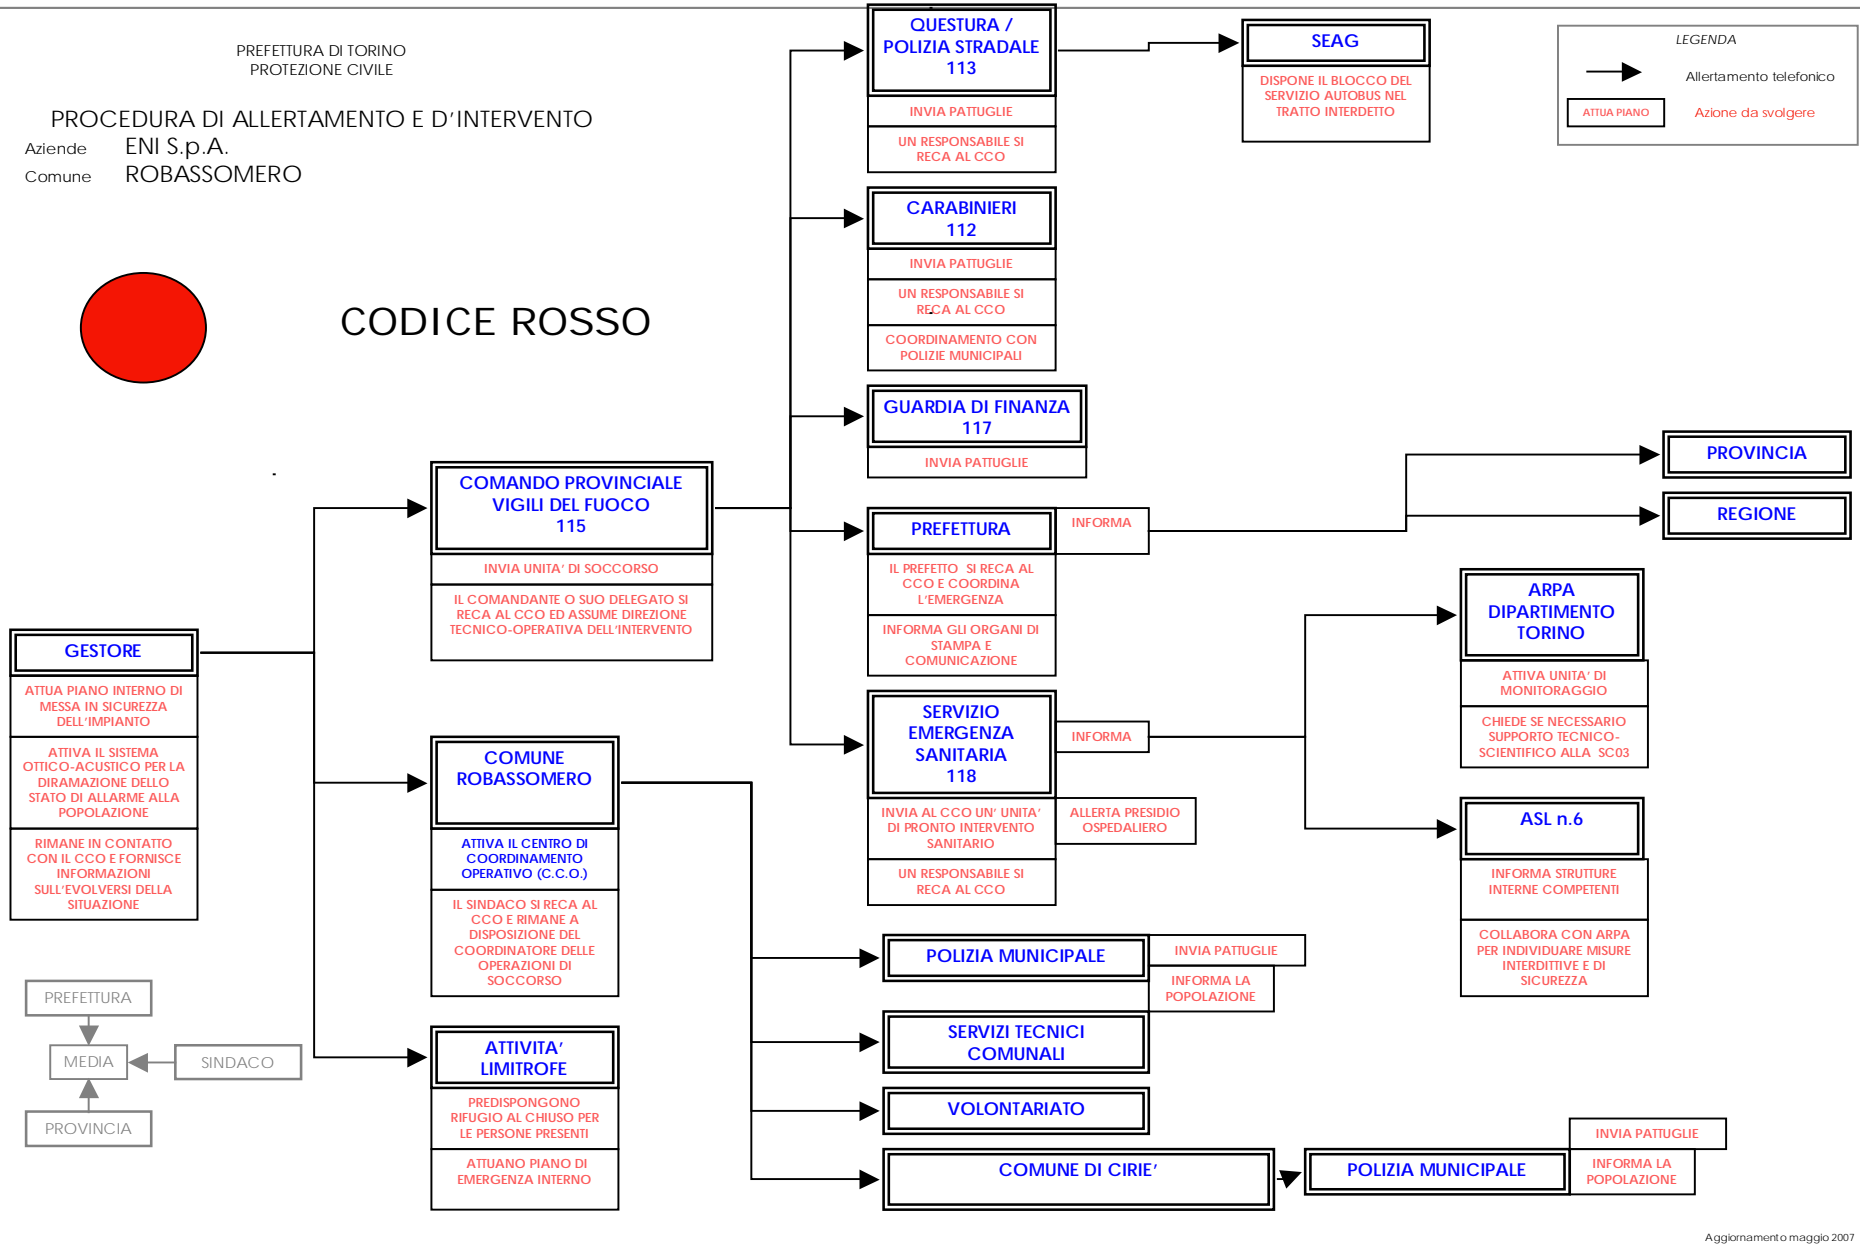 PREFETTURA DI TORINO
PROTEZIONE CIVILE
PROCEDURA DI ALLERTAMENTO E D'INTERVENTO
Aziende ENI S.p.A.
Comune ROBASSOMERO
CODICE ROSSO
LEGENDA
Allertamento telefonico
ATTUA PIANO
Azione da svolgere
GESTORE
ATTUA PIANO INTERNO DI
MESSA IN SICUREZZA
DELL'IMPIANTO
ATTIVA IL SISTEMA
OTTICO-ACUSTICO PER LA
DIRAMAZIONE DELLO
STATO DI ALLARME ALLA
POPOLAZIONE
RIMANE IN CONTATTO
CON IL CCO E FORNISCE
INFORMAZIONI
SULL'EVOLVERSI DELLA
SITUAZIONE
PREFETTURA
MEDIA
SINDACO
PROVINCIA
COMANDO PROVINCIALE
VIGILI DEL FUOCO
115
INVIA UNITA' DI SOCCORSO
IL COMANDANTE O SUO DELEGATO SI
RECA AL CCO ED ASSUME DIREZIONE
TECNICO-OPERATIVA DELL'INTERVENTO
COMUNE
ROBASSOMERO
ATTIVA IL CENTRO DI
COORDINAMENTO
OPERATIVO (C.C.O.)
IL SINDACO SI RECA AL
CCO E RIMANE A
DISPOSIZIONE DEL
COORDINATORE DELLE
OPERAZIONI DI
SOCCORSO
ATTIVITA'
LIMITROFE
PREDISPONGONO
RIFUGIO AL CHIUSO PER
LE PERSONE PRESENTI
ATTUANO PIANO DI
EMERGENZA INTERNO
QUESTURA /
POLIZIA STRADALE
113
INVIA PATTUGLIE
UN RESPONSABILE SI
RECA AL CCO
SEAG
DISPONE IL BLOCCO DEL
SERVIZIO AUTOBUS NEL
TRATTO INTERDETTO
CARABINIERI
112
INVIA PATTUGLIE
UN RESPONSABILE SI
RECA AL CCO
COORDINAMENTO CON
POLIZIE MUNICIPALI
GUARDIA DI FINANZA
117
INVIA PATTUGLIE
PREFETTURA
INFORMA
IL PREFETTO SI RECA AL
CCO E COORDINA
L'EMERGENZA
INFORMA GLI ORGANI DI
STAMPA E
COMUNICAZIONE
PROVINCIA
REGIONE
SERVIZIO
EMERGENZA
SANITARIA
118
INFORMA
INVIA AL CCO UN' UNITA'
DI PRONTO INTERVENTO
SANITARIO
ALLERTA PRESIDIO
OSPEDALIERO
UN RESPONSABILE SI
RECA AL CCO
ARPA
DIPARTIMENTO
TORINO
ATTIVA UNITA' DI
MONITORAGGIO
CHIEDE SE NECESSARIO
SUPPORTO TECNICO-
SCIENTIFICO ALLA SC03
ASL n.6
INFORMA STRUTTURE
INTERNE COMPETENTI
COLLABORA CON ARPA
PER INDIVIDUARE MISURE
INTERDITTIVE E DI
SICUREZZA
POLIZIA MUNICIPALE
INVIA PATTUGLIE
INFORMA LA
POPOLAZIONE
SERVIZI TECNICI
COMUNALI
VOLONTARIATO
COMUNE DI CIRIE'
POLIZIA MUNICIPALE
INVIA PATTUGLIE
INFORMA LA
POPOLAZIONE
Aggiornamento maggio 2007